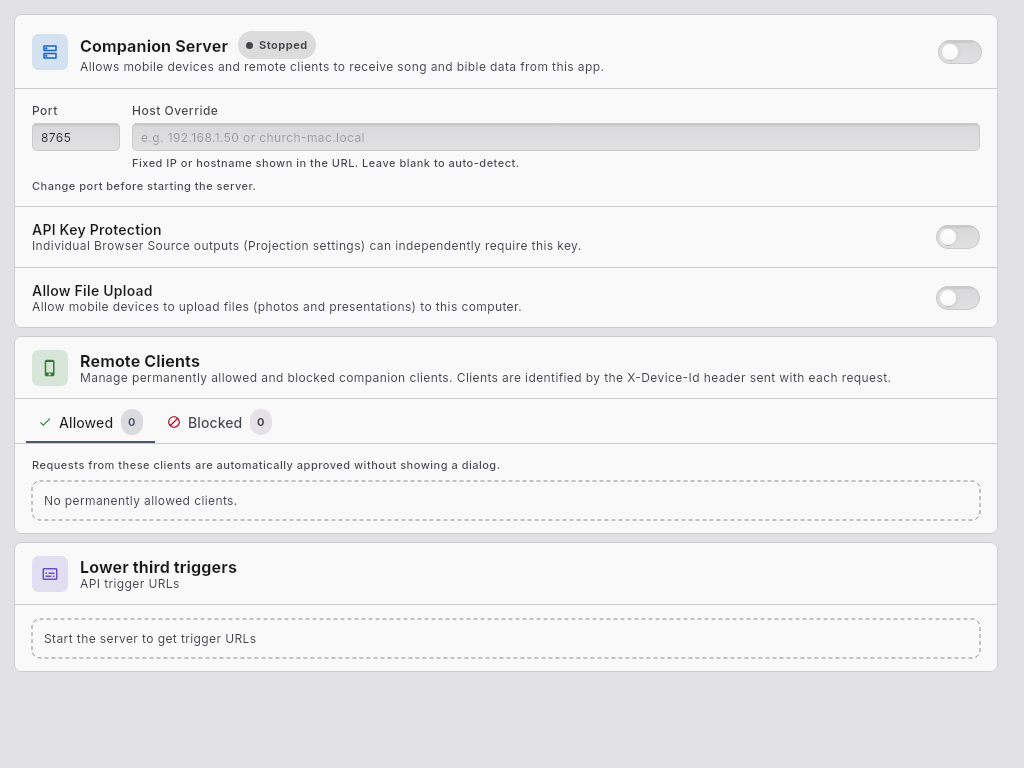 Companion Server
Stopped
Allows mobile devices and remote clients to receive song and bible data from this app.
Port
Host Override
8765
e.g. 192.168.1.50 or church-mac.local
Fixed IP or hostname shown in the URL. Leave blank to auto-detect.
Change port before starting the server.
API Key Protection
Individual Browser Source outputs (Projection settings) can independently require this key.
Allow File Upload
Allow mobile devices to upload files (photos and presentations) to this computer.
Remote Clients
Manage permanently allowed and blocked companion clients. Clients are identified by the X-Device-Id header sent with each request.
Allowed 0 Blocked 0
Requests from these clients are automatically approved without showing a dialog.
No permanently allowed clients.
Lower third triggers
API trigger URLs
Start the server to get trigger URLs